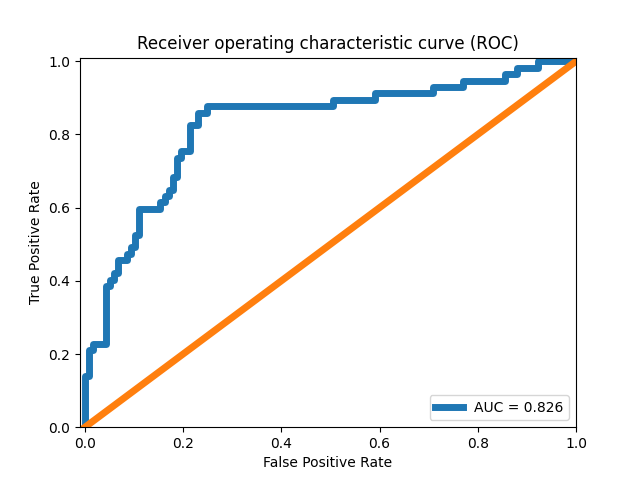 Receiver operating characteristic curve (ROC)
1.0
0.8
0.6
0.4
0.2
0.0
True Positive Rate
AUC = 0.826
0.0 0.2 0.4 0.6 0.8 1.0
False Positive Rate